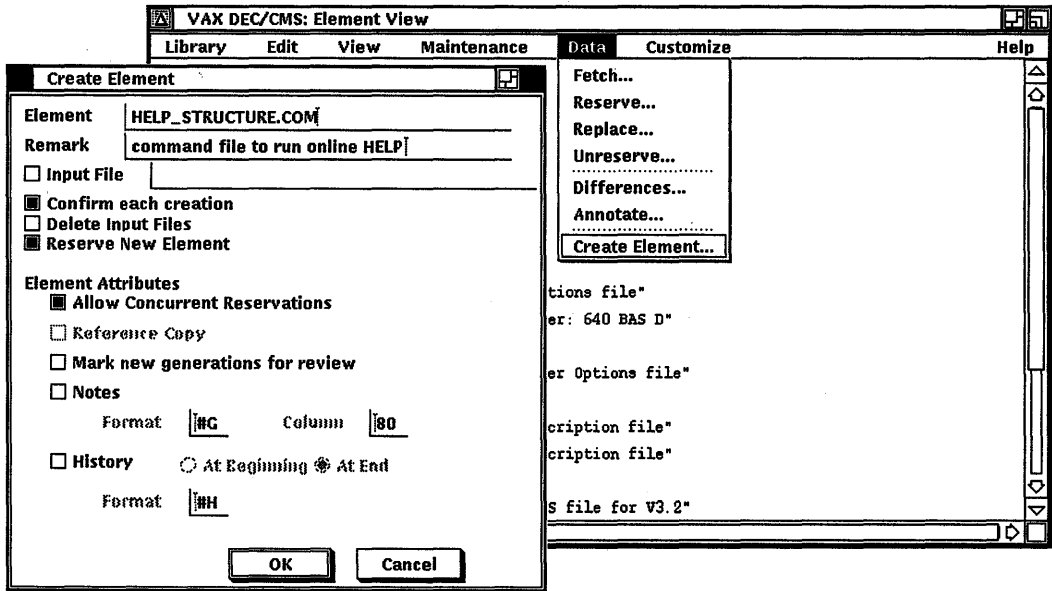 VAX DEC/CMS: Element View
Library Edit View Maintenance Data Customize Help
Fetch...
Reserve...
Replace...
Unreserve...
Differences...
Annotate...
Create Element...
tions file"
er: 640 BAS D"
er Options file"
cription file"
cription file"
S file for V3.2"
Create Element
Element HELP_STRUCTURE.COM
Remark command file to run online HELP
Input File
Confirm each creation
Delete Input Files
Reserve New Element
Element Attributes
Allow Concurrent Reservations
Reference Copy
Mark new generations for review
Notes
Format #G Column 80
History At Beginning At End
Format #H
OK Cancel